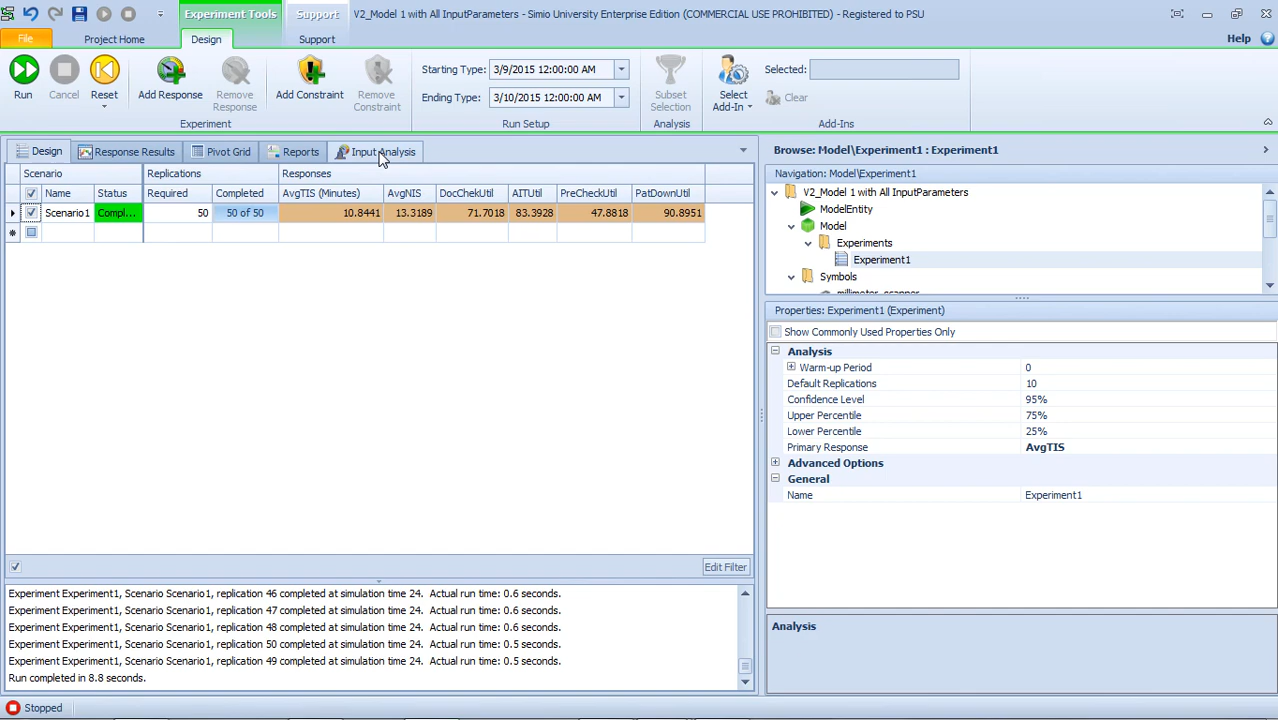 Experiment Tools Support V2_Model 1 with All InputParameters - Simio University Enterprise Edition (COMMERCIAL USE PROHIBITED) - Registered to PSU
File Project Home Design Support Help
Run Cancel Reset Add Response Remove Response Add Constraint Remove Constraint
Starting Type: 3/9/2015 12:00:00 AM
Ending Type: 3/10/2015 12:00:00 AM
Subset Selection Select Add-In Selected:
Clear
Experiment Run Setup Analysis Add-Ins
Design Response Results Pivot Grid Reports Input Analysis
Scenario Replications Responses
Name Status Required Completed AvgTIS (Minutes) AvgNIS DocChekUtil AITUtil PreCheckUtil PatDownUtil
Scenario1 Compl... 50 50 of 50 10.8441 13.3189 71.7018 83.3928 47.8818 90.8951
Edit Filter
Experiment Experiment1, Scenario Scenario1, replication 46 completed at simulation time 24. Actual run time: 0.6 seconds.
Experiment Experiment1, Scenario Scenario1, replication 47 completed at simulation time 24. Actual run time: 0.6 seconds.
Experiment Experiment1, Scenario Scenario1, replication 48 completed at simulation time 24. Actual run time: 0.6 seconds.
Experiment Experiment1, Scenario Scenario1, replication 50 completed at simulation time 24. Actual run time: 0.5 seconds.
Experiment Experiment1, Scenario Scenario1, replication 49 completed at simulation time 24. Actual run time: 0.5 seconds.
Run completed in 8.8 seconds.
Browse: Model\Experiment1 : Experiment1
Navigation: Model\Experiment1
V2_Model 1 with All InputParameters
ModelEntity
Model
Experiments
Experiment1
Symbols
millimeter_scanner
Properties: Experiment1 (Experiment)
Show Commonly Used Properties Only
Analysis
Warm-up Period 0
Default Replications 10
Confidence Level 95%
Upper Percentile 75%
Lower Percentile 25%
Primary Response AvgTIS
Advanced Options
General
Name Experiment1
Analysis
Stopped